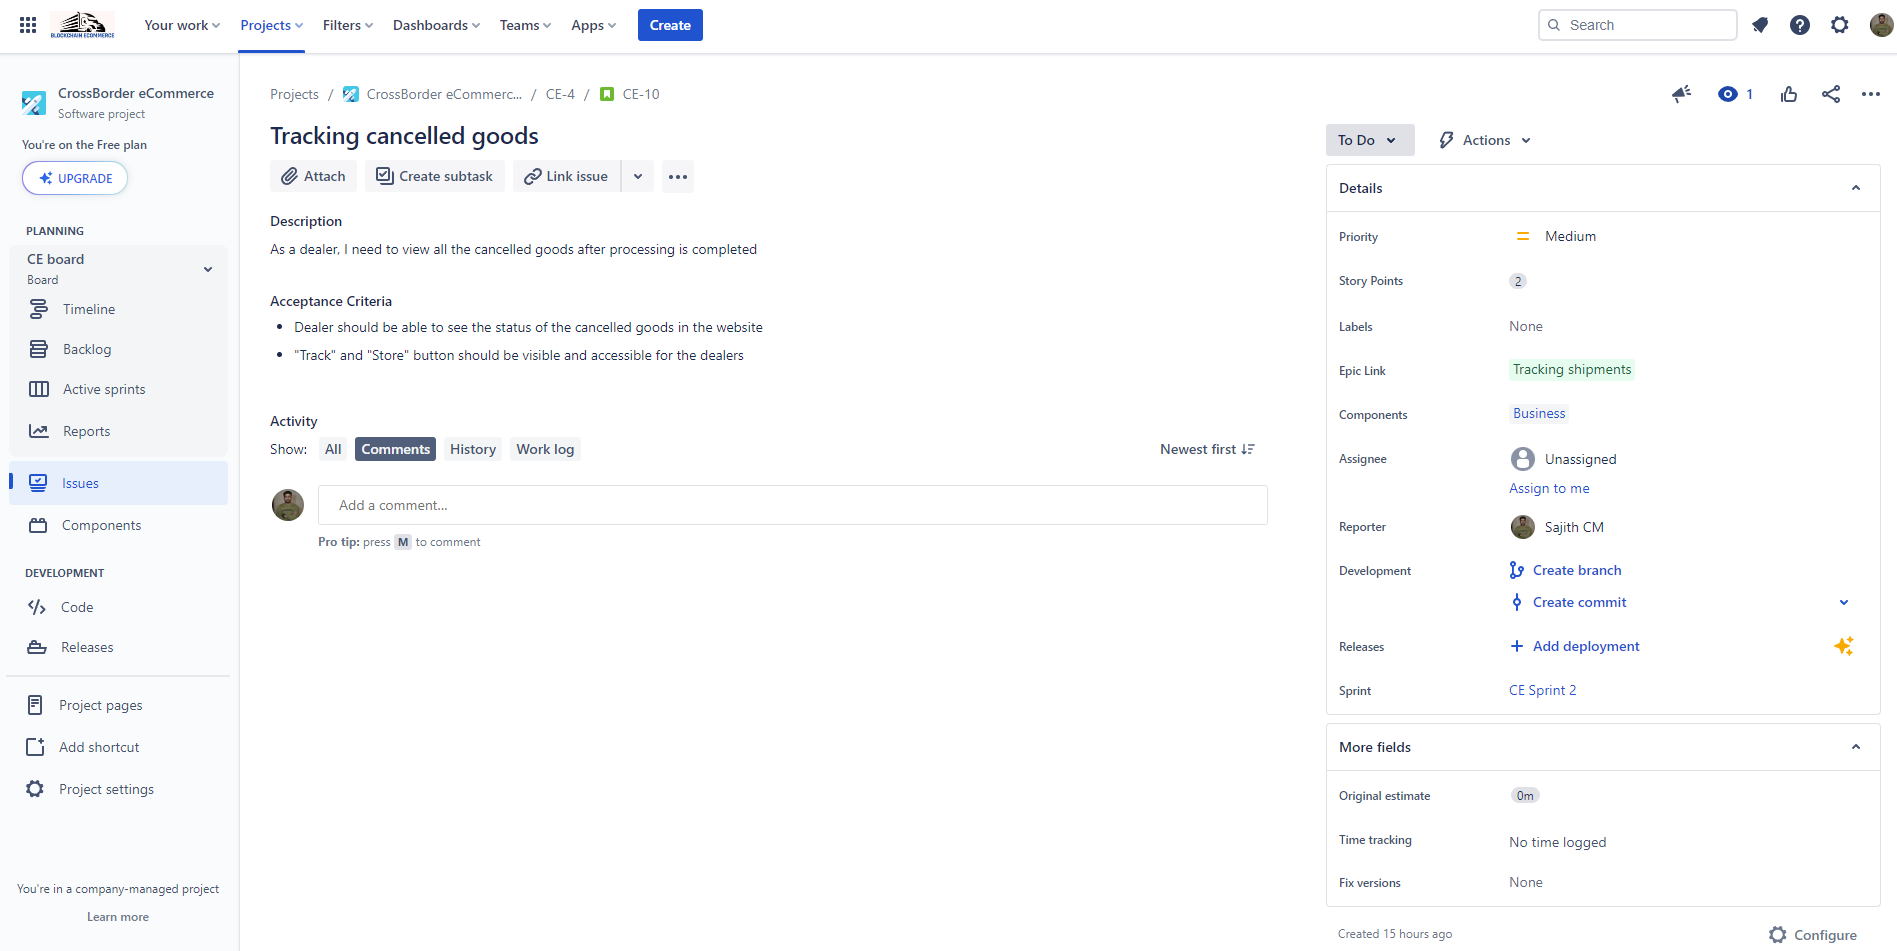 BLOCKCHAIN ECOMMERCE
Your work
Projects
Filters
Dashboards
Teams
Apps
Create
Search
CrossBorder eCommerce
Software project
You're on the Free plan
UPGRADE
PLANNING
CE board
Board
Timeline
Backlog
Active sprints
Reports
Issues
Components
DEVELOPMENT
Code
Releases
Project pages
Add shortcut
Project settings
You're in a company-managed project
Learn more
Projects / CrossBorder eCommerc... / CE-4 / CE-10
1
Tracking cancelled goods
Attach
Create subtask
Link issue
Description
As a dealer, I need to view all the cancelled goods after processing is completed
Acceptance Criteria
• Dealer should be able to see the status of the cancelled goods in the website
• "Track" and "Store" button should be visible and accessible for the dealers
Activity
Show: All Comments History Work log
Newest first
Add a comment...
Pro tip: press M to comment
To Do
Actions
Details
Priority Medium
Story Points 2
Labels None
Epic Link Tracking shipments
Components Business
Assignee Unassigned
Assign to me
Reporter Sajith CM
Development Create branch
Create commit
Releases + Add deployment
Sprint CE Sprint 2
More fields
Original estimate 0m
Time tracking No time logged
Fix versions None
Created 15 hours ago
Configure